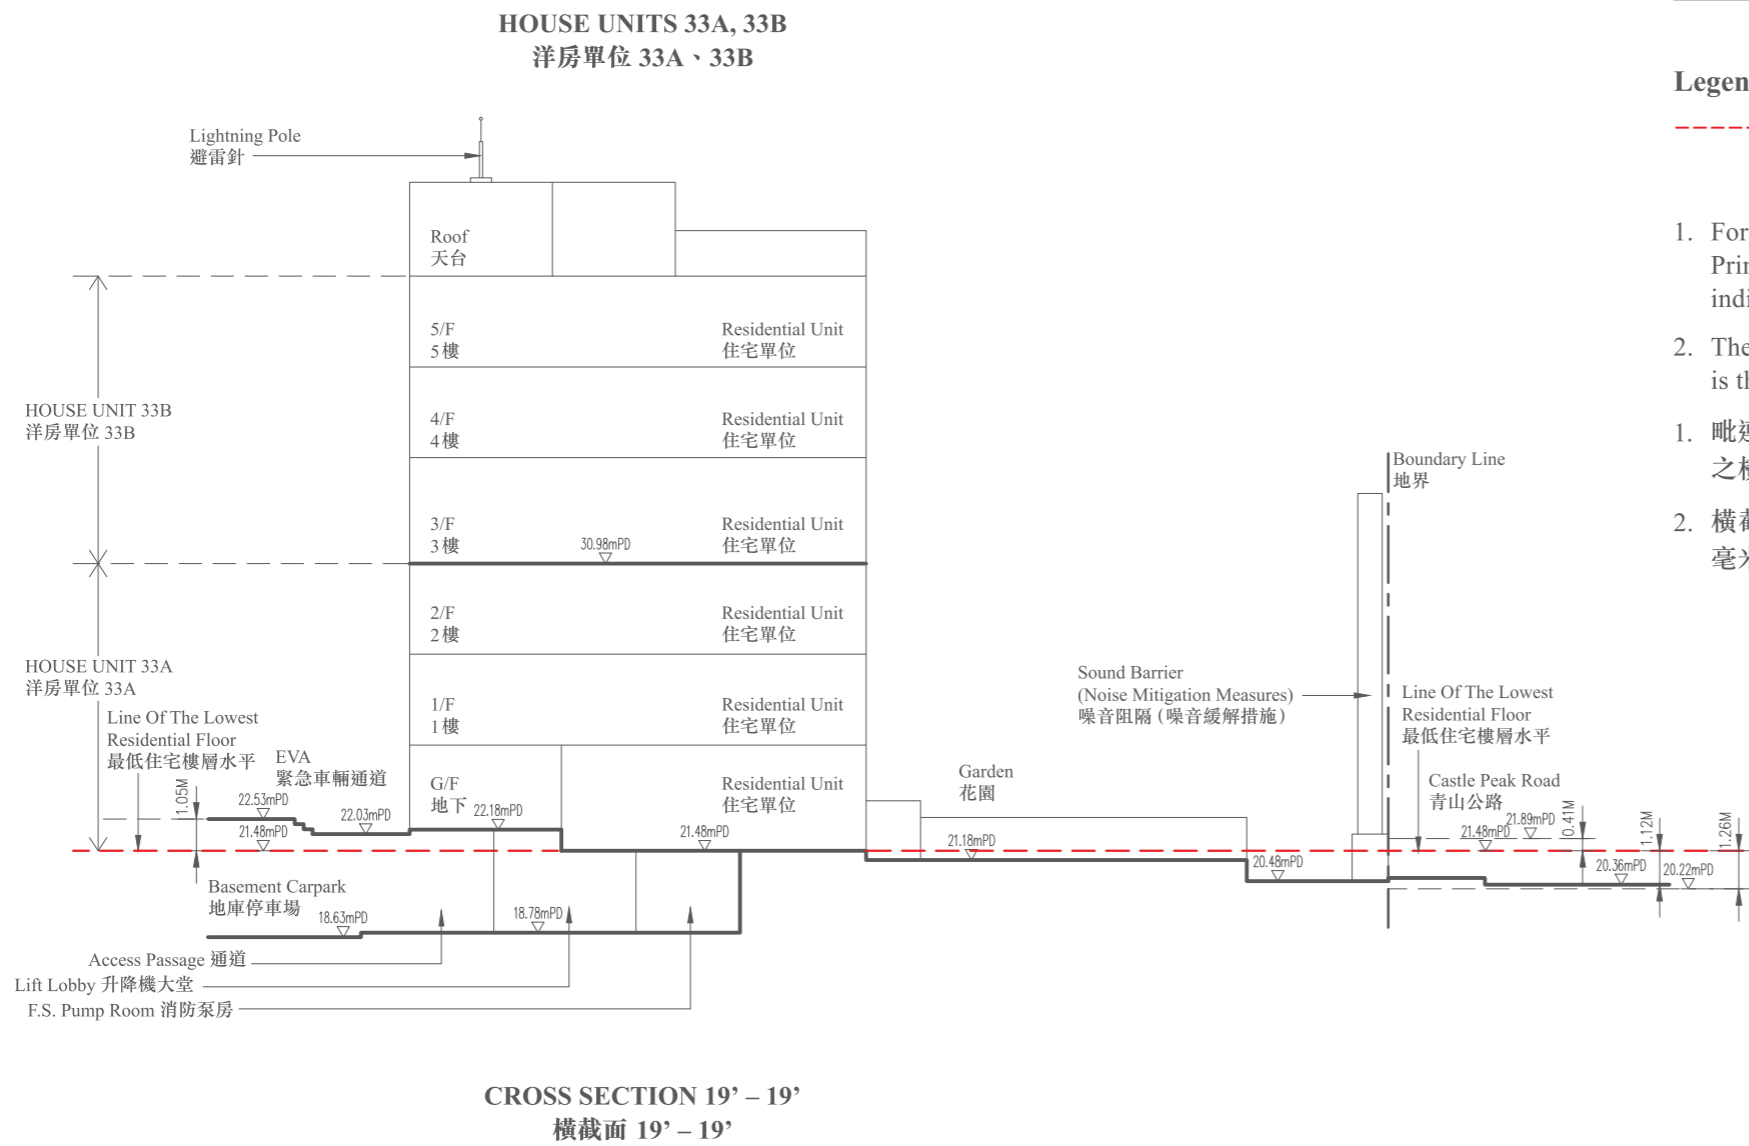 HOUSE UNITS 33A, 33B
洋房單位 33A、33B
Legen
Lightning Pole
避雷針
Roof
天台
1. For
Prin
indi
2. The
is th
1. 毗連
之横
2. 橫截
毫米
5/F
5樓
Residential Unit
住宅單位
4/F
4樓
Residential Unit
住宅單位
HOUSE UNIT 33B
洋房單位 33B
3/F
3樓
30.98mPD
Residential Unit
住宅單位
Boundary Line
地界
2/F
2樓
Residential Unit
住宅單位
HOUSE UNIT 33A
洋房單位 33A
1/F
1樓
Residential Unit
住宅單位
Sound Barrier
(Noise Mitigation Measures)
噪音阻隔 (噪音緩解措施)
Line Of The Lowest
Residential Floor
最低住宅樓層水平
Line Of The Lowest
Residential Floor
最低住宅樓層水平
EVA
緊急車輛通道
G/F
地下
Residential Unit
住宅單位
Garden
花園
Castle Peak Road
青山公路
1.05M
22.53mPD
21.48mPD
22.03mPD
22.18mPD
21.48mPD
21.18mPD
20.48mPD
21.48mPD
21.89mPD
0.41M
20.36mPD
1.12M
20.22mPD
1.26M
Basement Carpark
地庫停車場
18.63mPD
18.78mPD
Access Passage 通道
Lift Lobby 升降機大堂
F.S. Pump Room 消防泵房
CROSS SECTION 19’ – 19’
橫截面 19’ – 19’